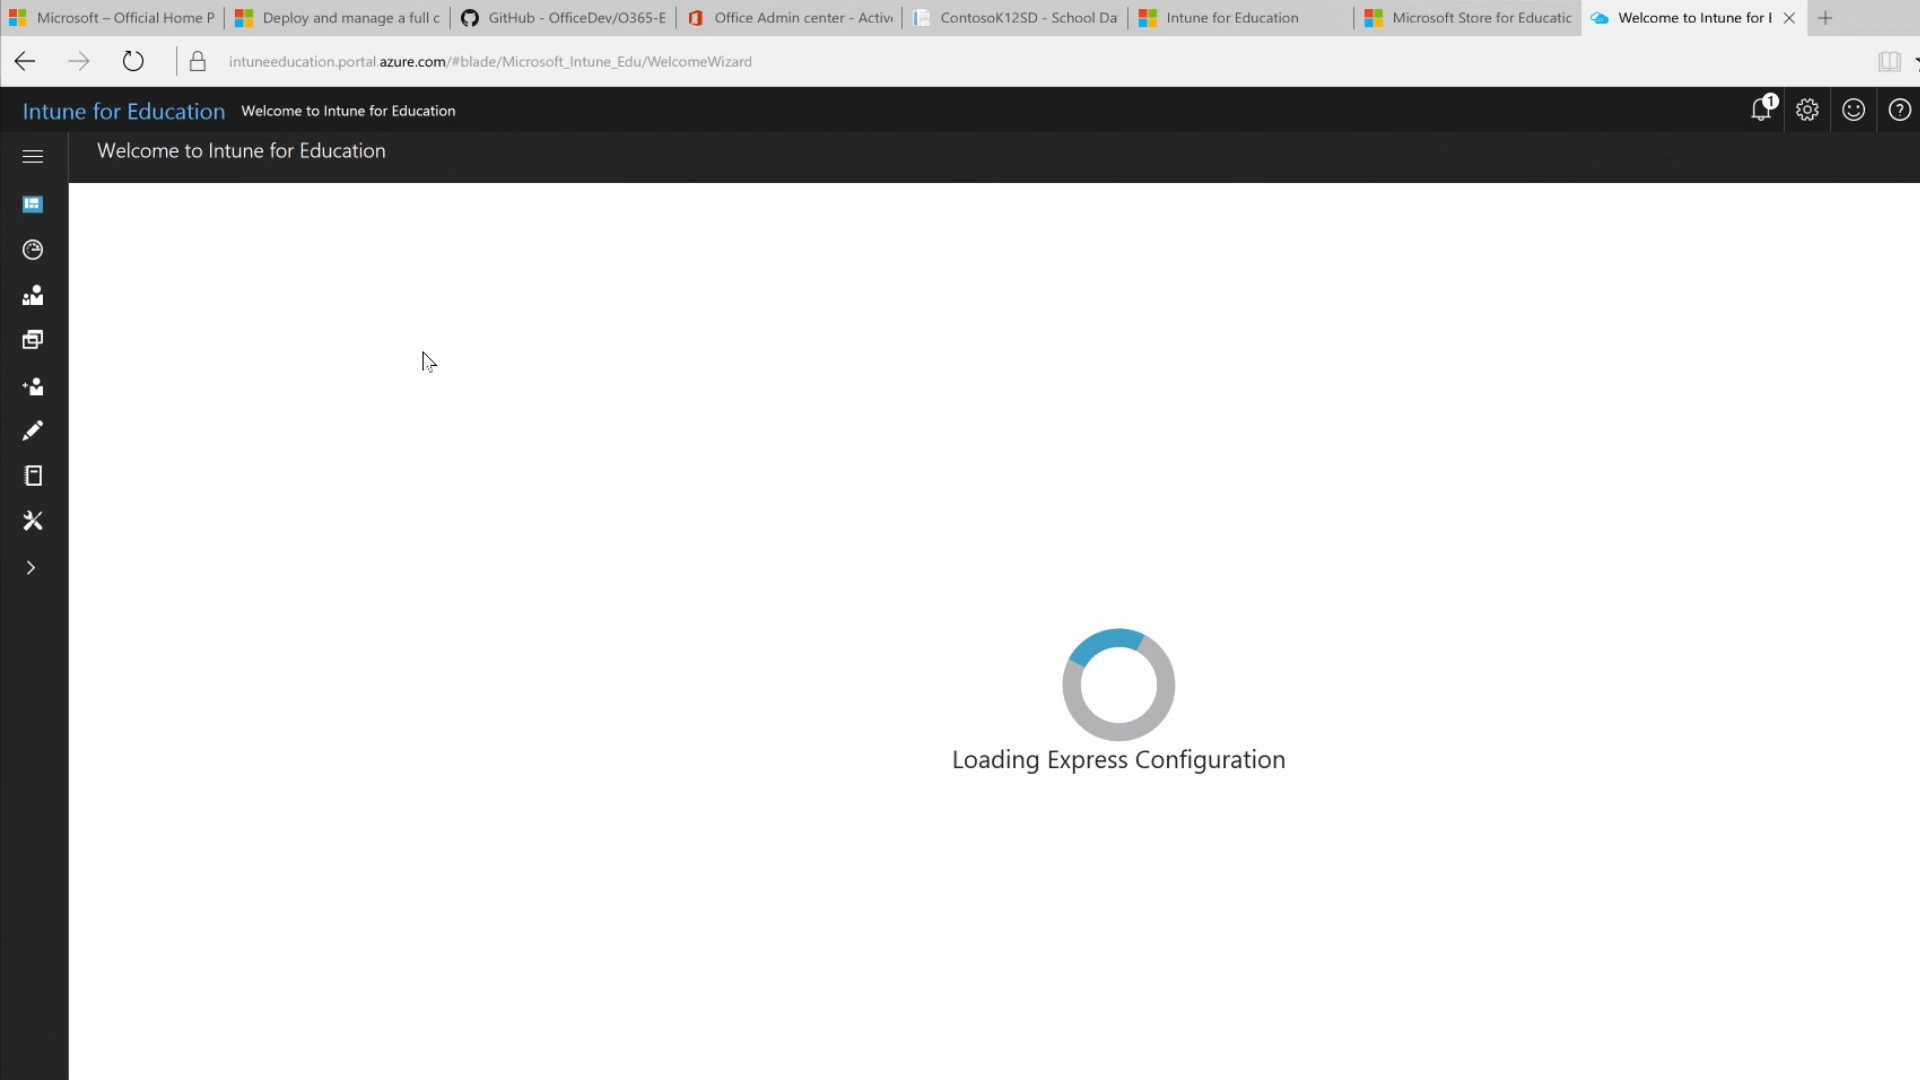 Microsoft – Official Home P
Deploy and manage a full c
GitHub - OfficeDev/O365-E
Office Admin center - Activ
ContosoK12SD - School Da
Intune for Education
Microsoft Store for Educatic
Welcome to Intune for I
intuneeducation.portal.azure.com/#blade/Microsoft_Intune_Edu/WelcomeWizard
Intune for Education
Welcome to Intune for Education
1
Welcome to Intune for Education
Loading Express Configuration